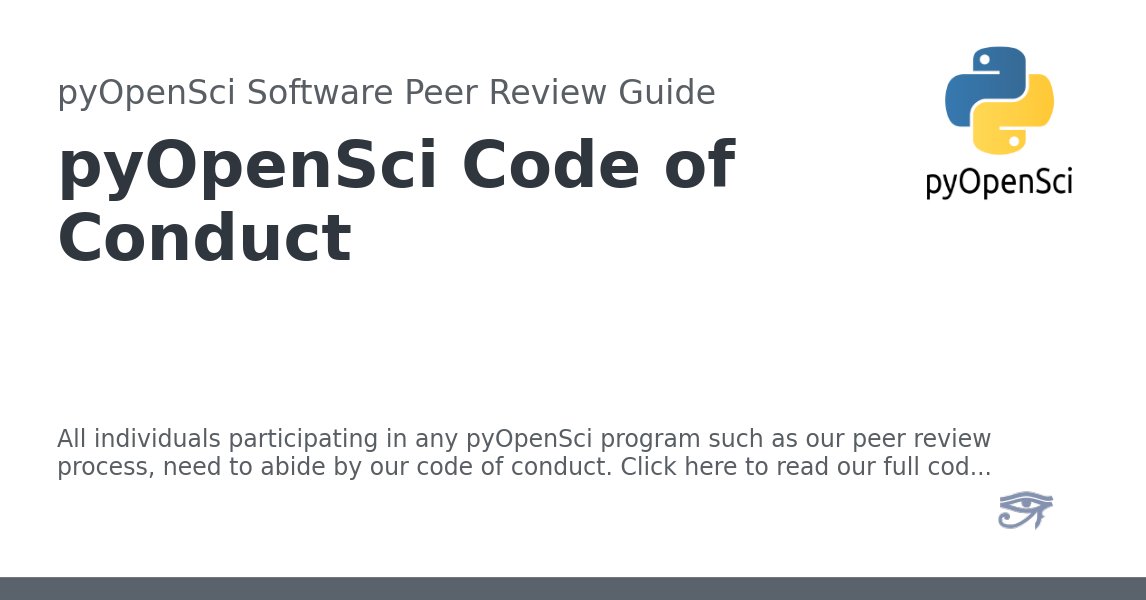 pyOpenSci Software Peer Review Guide
pyOpenSci Code of
Conduct
pyOpenSci
All individuals participating in any pyOpenSci program such as our peer review
process, need to abide by our code of conduct. Click here to read our full cod...